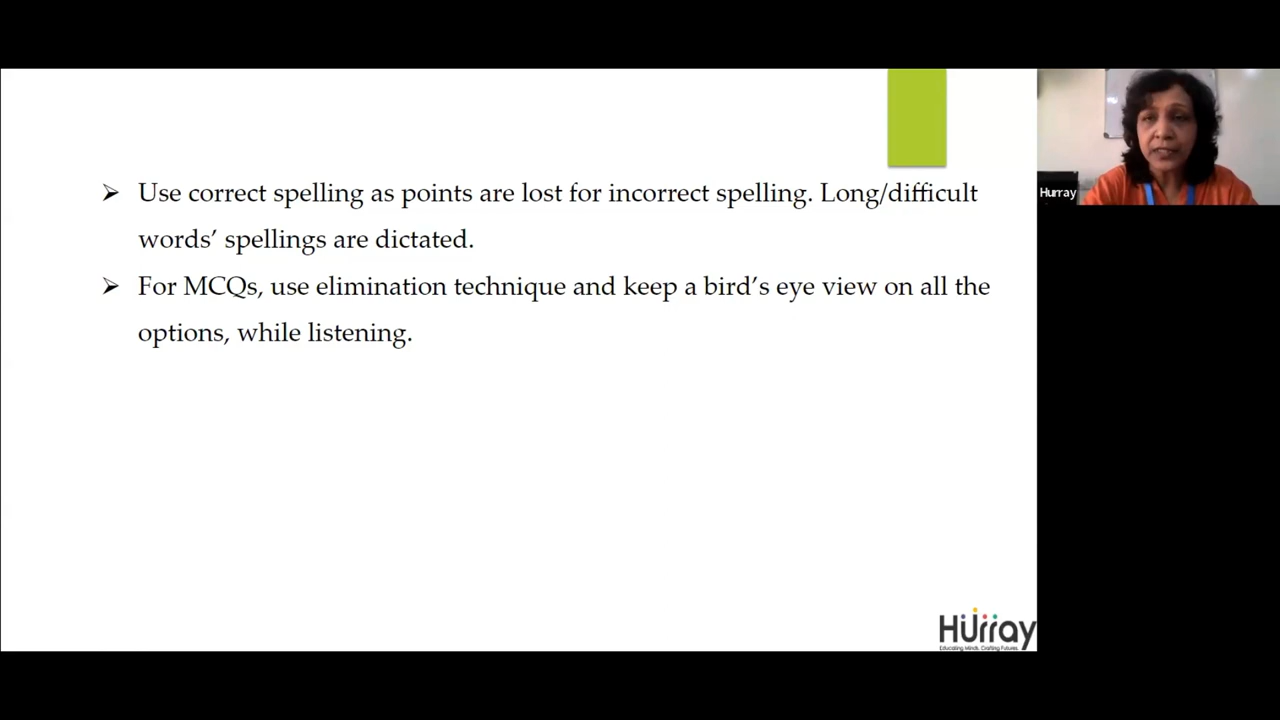 ➢ Use correct spelling as points are lost for incorrect spelling. Long/difficult
words’ spellings are dictated.
➢ For MCQs, use elimination technique and keep a bird’s eye view on all the
options, while listening.
Hurray
Hurray
Educating Minds. Crafting Futures.